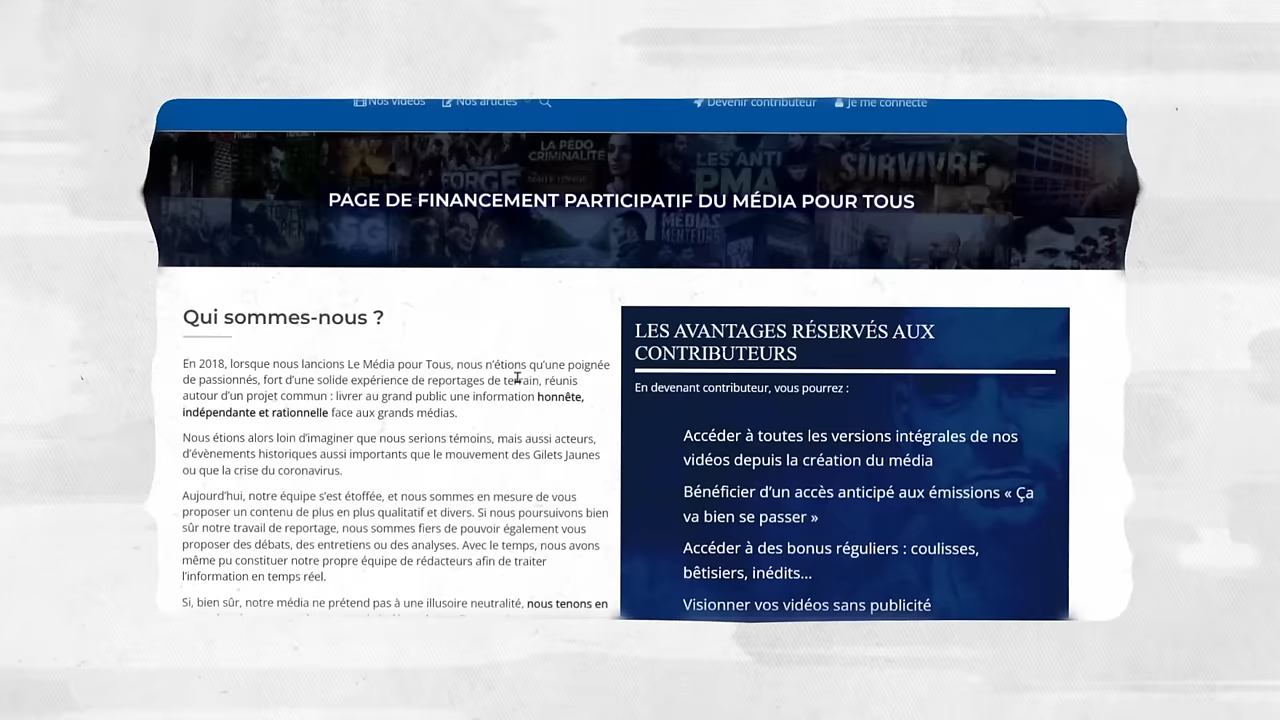 Nos vidéos
Nos articles
Devenir contributeur
Je me connecte
LA PÉDO
CRIMINALITÉ
FORGE
LES ANTI
PMA
SURVIVRE
PAGE DE FINANCEMENT PARTICIPATIF DU MÉDIA POUR TOUS
MÉDIAS
MENTEURS
Qui sommes-nous ?
En 2018, lorsque nous lancions Le Média pour Tous, nous n'étions qu'une poignée
de passionnés, fort d'une solide expérience de reportages de terrain, réunis
autour d'un projet commun : livrer au grand public une information honnête,
indépendante et rationnelle face aux grands médias.
Nous étions alors loin d'imaginer que nous serions témoins, mais aussi acteurs,
d'évènements historiques aussi importants que le mouvement des Gilets Jaunes
ou que la crise du coronavirus.
Aujourd'hui, notre équipe s'est étoffée, et nous sommes en mesure de vous
proposer un contenu de plus en plus qualitatif et divers. Si nous poursuivons bien
sûr notre travail de reportage, nous sommes fiers de pouvoir également vous
proposer des débats, des entretiens ou des analyses. Avec le temps, nous avons
même pu constituer notre propre équipe de rédacteurs afin de traiter
l'information en temps réel.
Si, bien sûr, notre média ne prétend pas à une illusoire neutralité, nous tenons en
LES AVANTAGES RÉSERVÉS AUX
CONTRIBUTEURS
En devenant contributeur, vous pourrez :
Accéder à toutes les versions intégrales de nos
vidéos depuis la création du média
Bénéficier d'un accès anticipé aux émissions « Ça
va bien se passer »
Accéder à des bonus réguliers : coulisses,
bêtisiers, inédits...
Visionner vos vidéos sans publicité